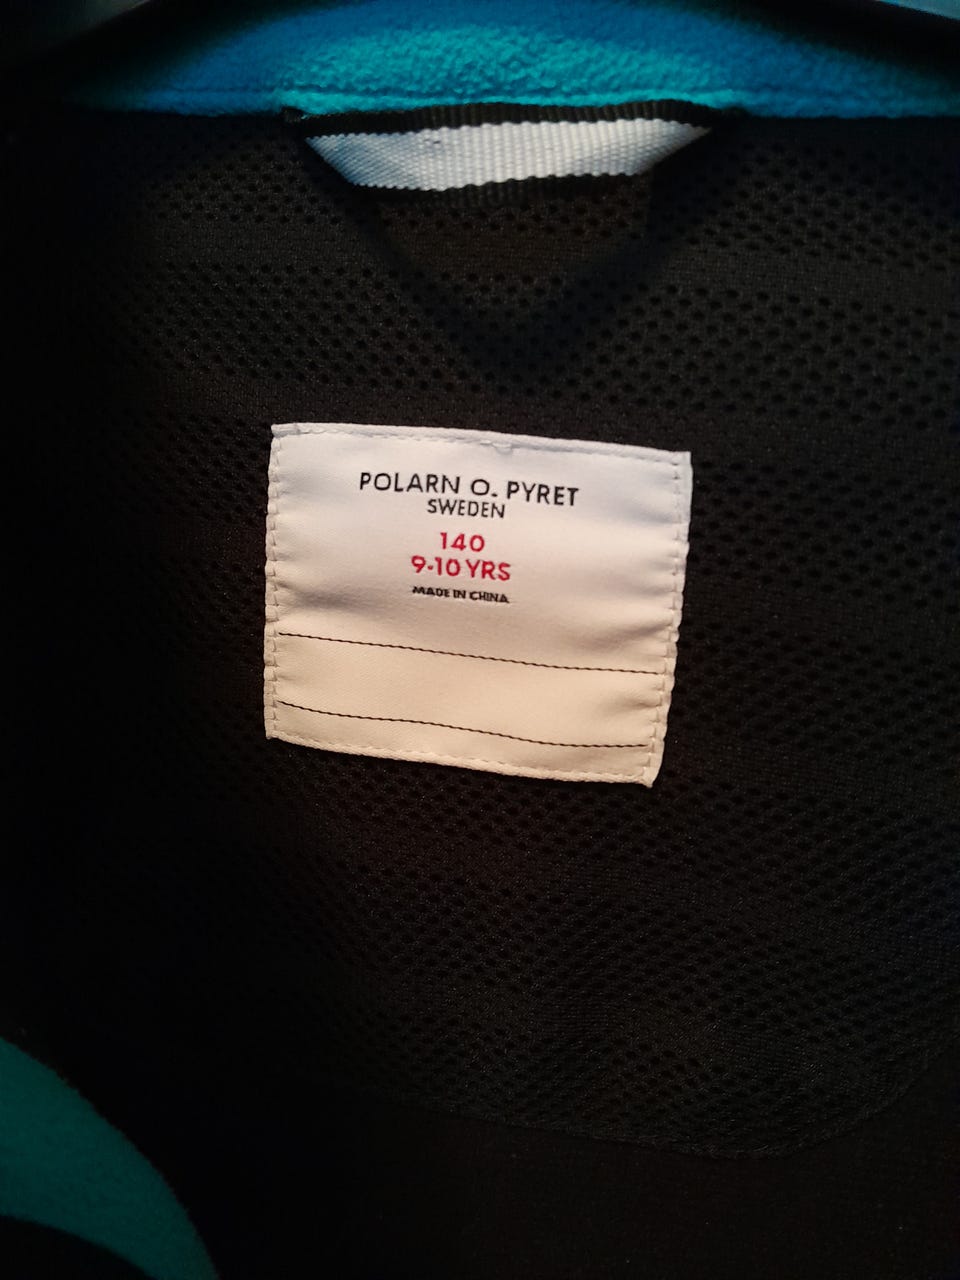 POLARN O. PYRET
SWEDEN
140
9-10 YRS
MADE IN CHINA